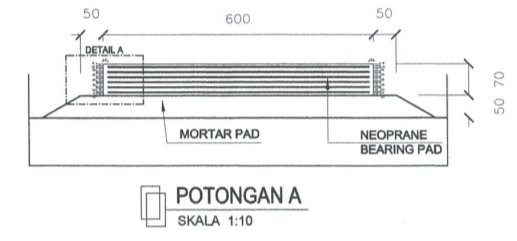 50
600
50
DETAIL A
70
50
MORTAR PAD
NEOPRANE
BEARING PAD
POTONGAN A
SKALA 1:10